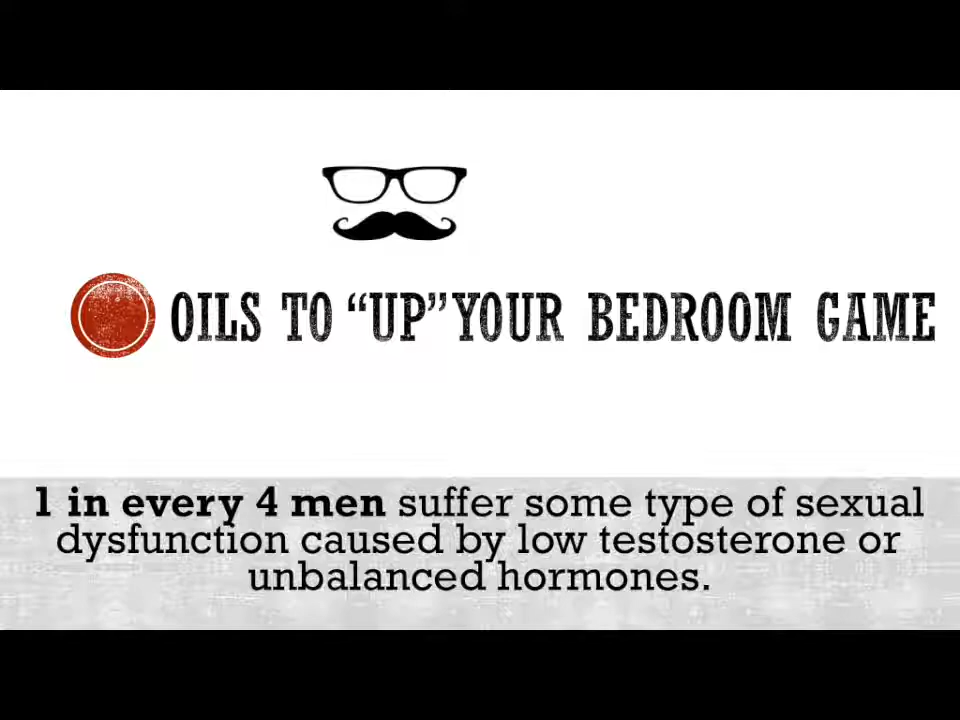 OILS TO “UP”YOUR BEDROOM GAME
1 in every 4 men suffer some type of sexual
dysfunction caused by low testosterone or
unbalanced hormones.